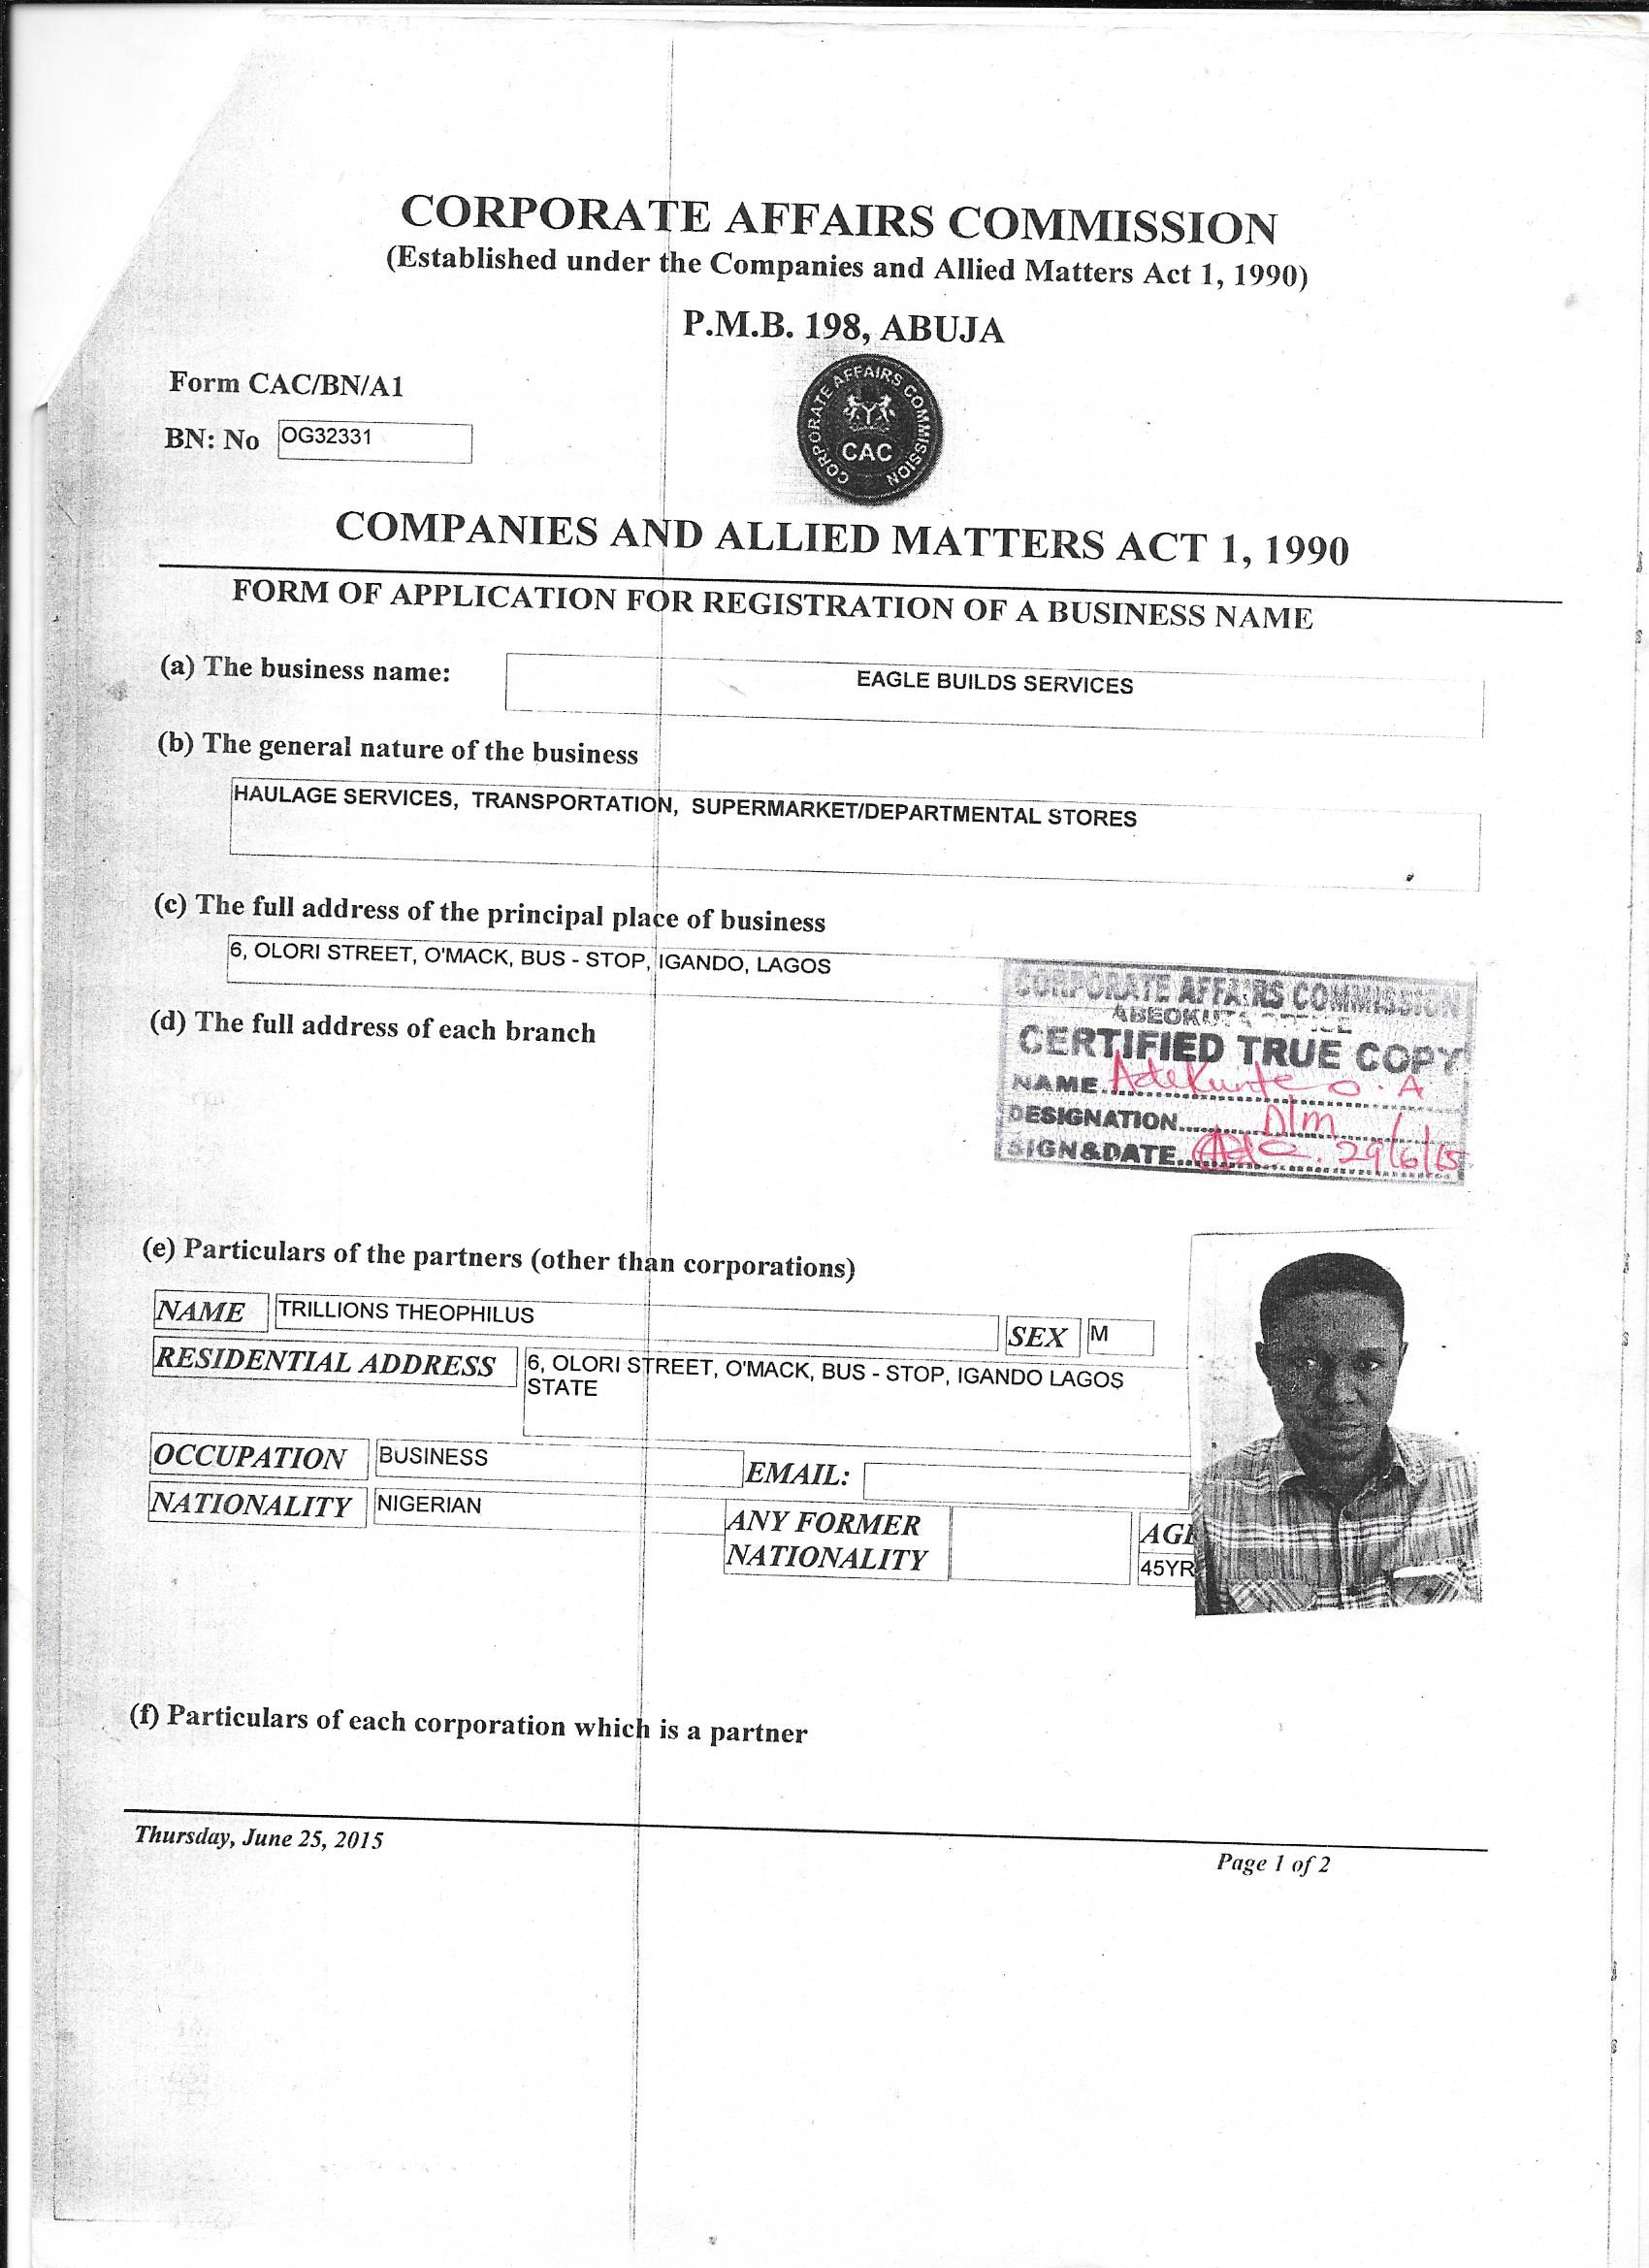 CORPORATE AFFAIRS COMMISSION
(Established under the Companies and Allied Matters Act 1, 1990)
P.M.B. 198, ABUJA
Form CAC/BN/A1
BN: No OG32331
CORPORATE AFFAIRS COMMISSION
CAC
COMPANIES AND ALLIED MATTERS ACT 1, 1990
FORM OF APPLICATION FOR REGISTRATION OF A BUSINESS NAME
(a) The business name: EAGLE BUILDS SERVICES
(b) The general nature of the business
HAULAGE SERVICES, TRANSPORTATION, SUPERMARKET/DEPARTMENTAL STORES
(c) The full address of the principal place of business
6, OLORI STREET, O'MACK, BUS - STOP, IGANDO, LAGOS
(d) The full address of each branch
CORPORATE AFFAIRS COMMISSION
ABEOKUTA OFFICE
CERTIFIED TRUE COPY
NAME Adekunle O. A
DESIGNATION
SIGN&DATE 29/6/15
(e) Particulars of the partners (other than corporations)
NAME TRILLIONS THEOPHILUS SEX M
RESIDENTIAL ADDRESS 6, OLORI STREET, O'MACK, BUS - STOP, IGANDO LAGOS
STATE
OCCUPATION BUSINESS EMAIL:
NATIONALITY NIGERIAN ANY FORMER NATIONALITY AGE
45YR
(f) Particulars of each corporation which is a partner
Thursday, June 25, 2015
Page 1 of 2